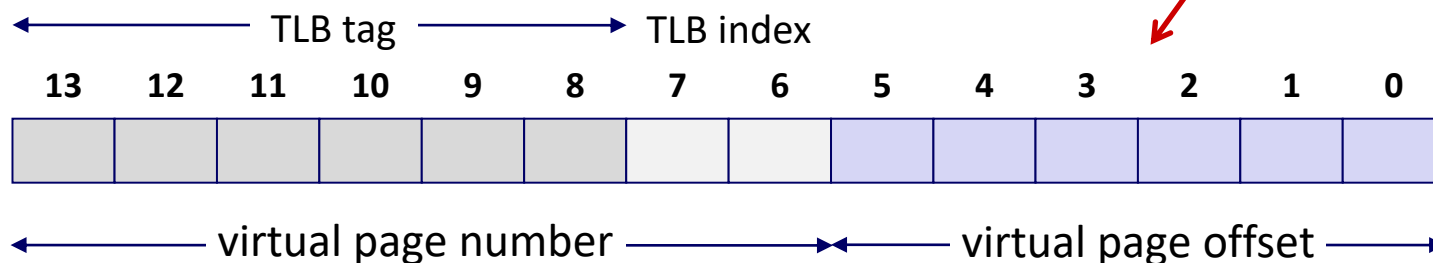 TLB tag TLB index
13 12 11 10 9 8 7 6 5 4 3 2 1 0
virtual page number virtual page offset